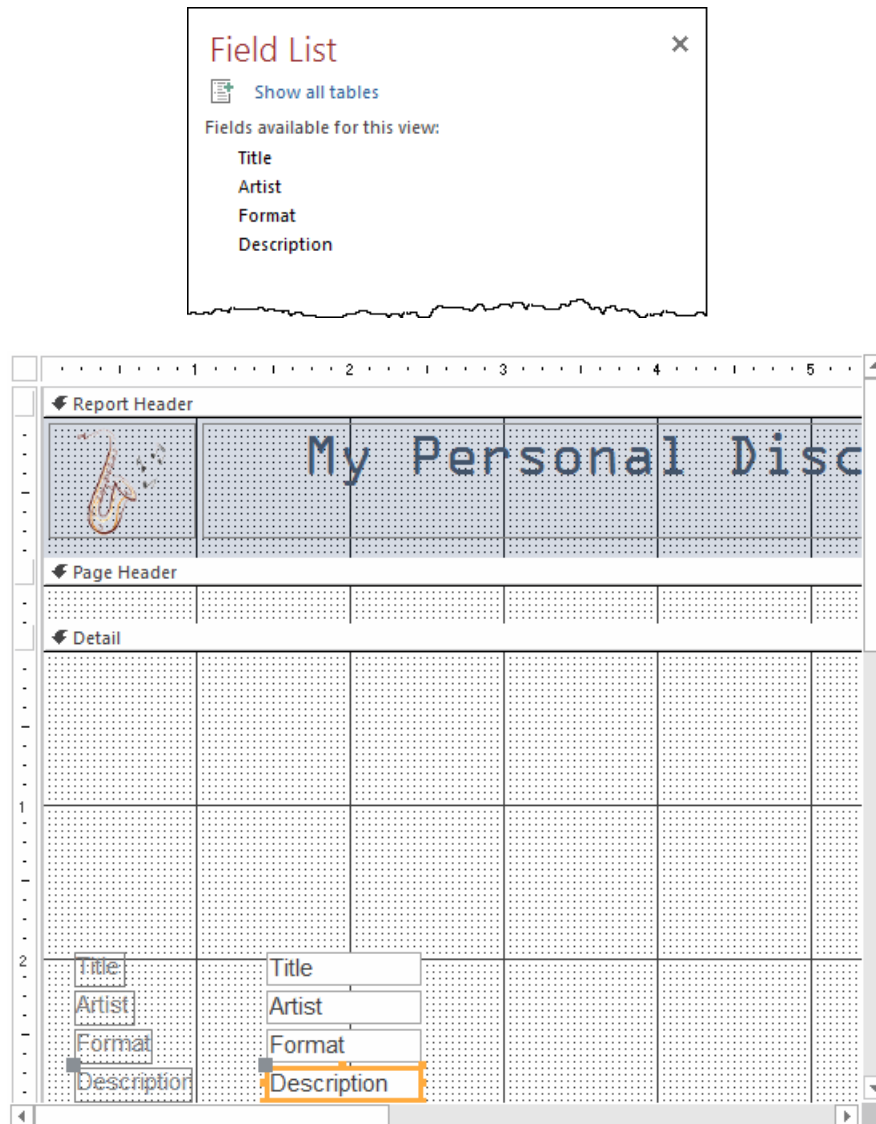 Field List
Show all tables
Fields available for this view:
Title
Artist
Format
Description
1 2 3 4 5
Report Header
My Personal Disc
Page Header
Detail
1
2
Title Title
Artist Artist
Format Format
Description Description